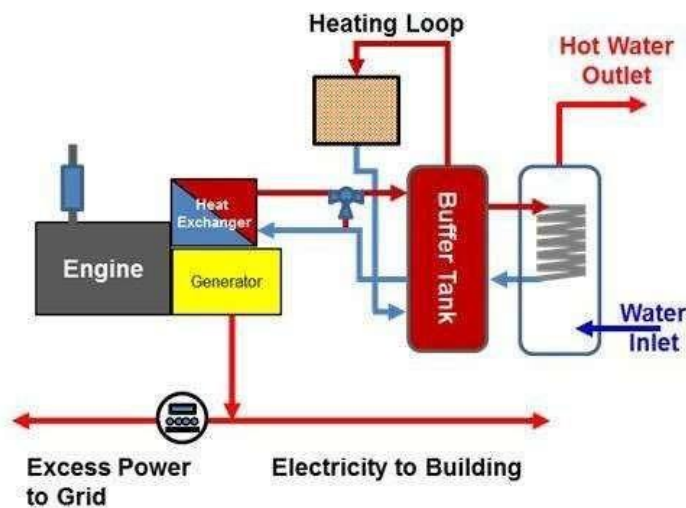 Heating Loop
Hot Water
Outlet
Heat
Exchanger
Buffer Tank
Engine
Generator
Water
Inlet
Excess Power
to Grid
Electricity to Building